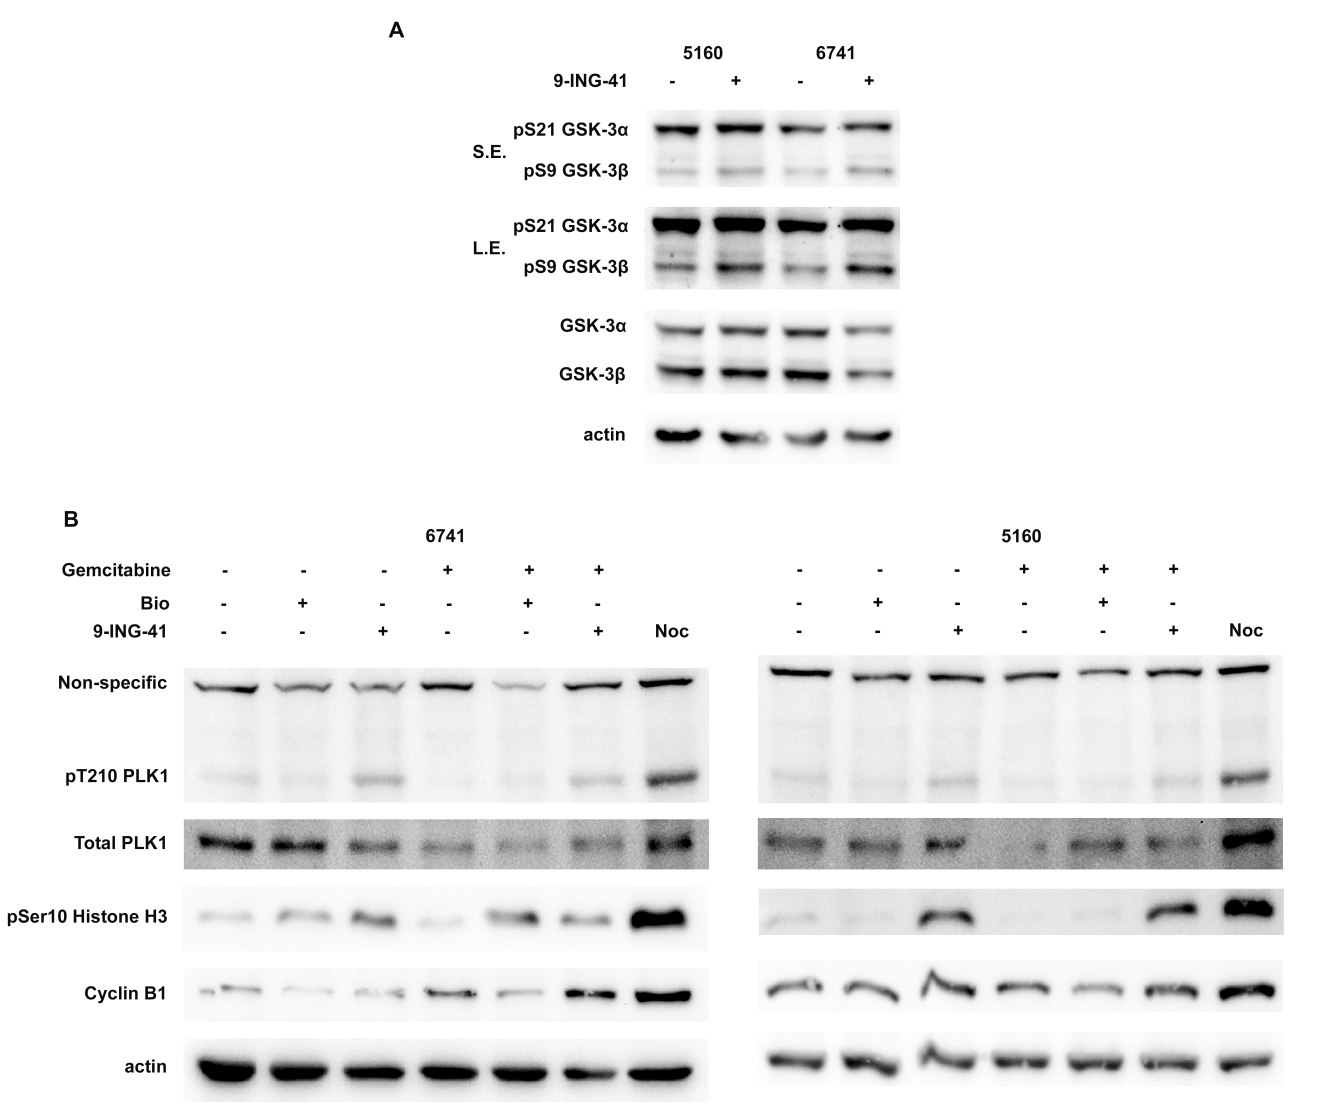 A
5160 6741
9-ING-41 - + - +
pS21 GSK-3α
S.E.
pS9 GSK-3β
pS21 GSK-3α
L.E.
pS9 GSK-3β
GSK-3α
GSK-3β
actin
B
6741 5160
Gemcitabine - - - + + + - - - + + +
Bio - + - - + - - + - - + -
9-ING-41 - - + - - + Noc - - + - - + Noc
Non-specific
pT210 PLK1
Total PLK1
pSer10 Histone H3
Cyclin B1
actin